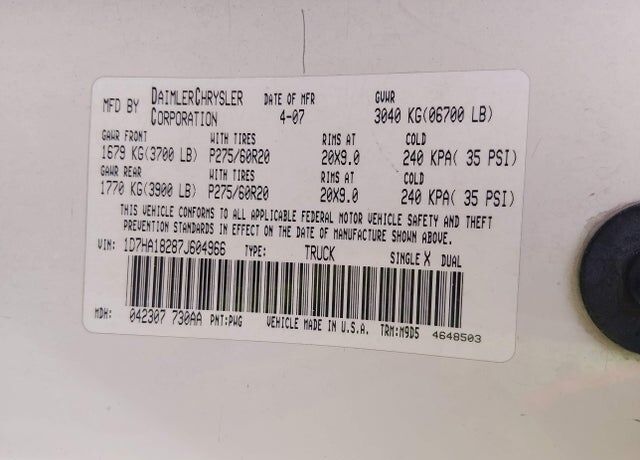 MFD BY DAIMLERCHRYSLER CORPORATION DATE OF MFR 4-07 GVWR 3040 KG(06700 LB)
GAWR FRONT WITH TIRES RIMS AT COLD
1679 KG(3700 LB) P275/60R20 20X9.0 240 KPA( 35 PSI)
GAWR REAR WITH TIRES RIMS AT COLD
1770 KG(3900 LB) P275/60R20 20X9.0 240 KPA( 35 PSI)
THIS VEHICLE CONFORMS TO ALL APPLICABLE FEDERAL MOTOR VEHICLE SAFETY AND THEFT
PREVENTION STANDARDS IN EFFECT ON THE DATE OF MANUFACTURE SHOWN ABOVE.
VIN: 1D7HA18287J604966 TYPE: TRUCK SINGLE X DUAL
MDH: 042307 730AA PNT:PWG VEHICLE MADE IN U.S.A. TRM:M9D5 4648503